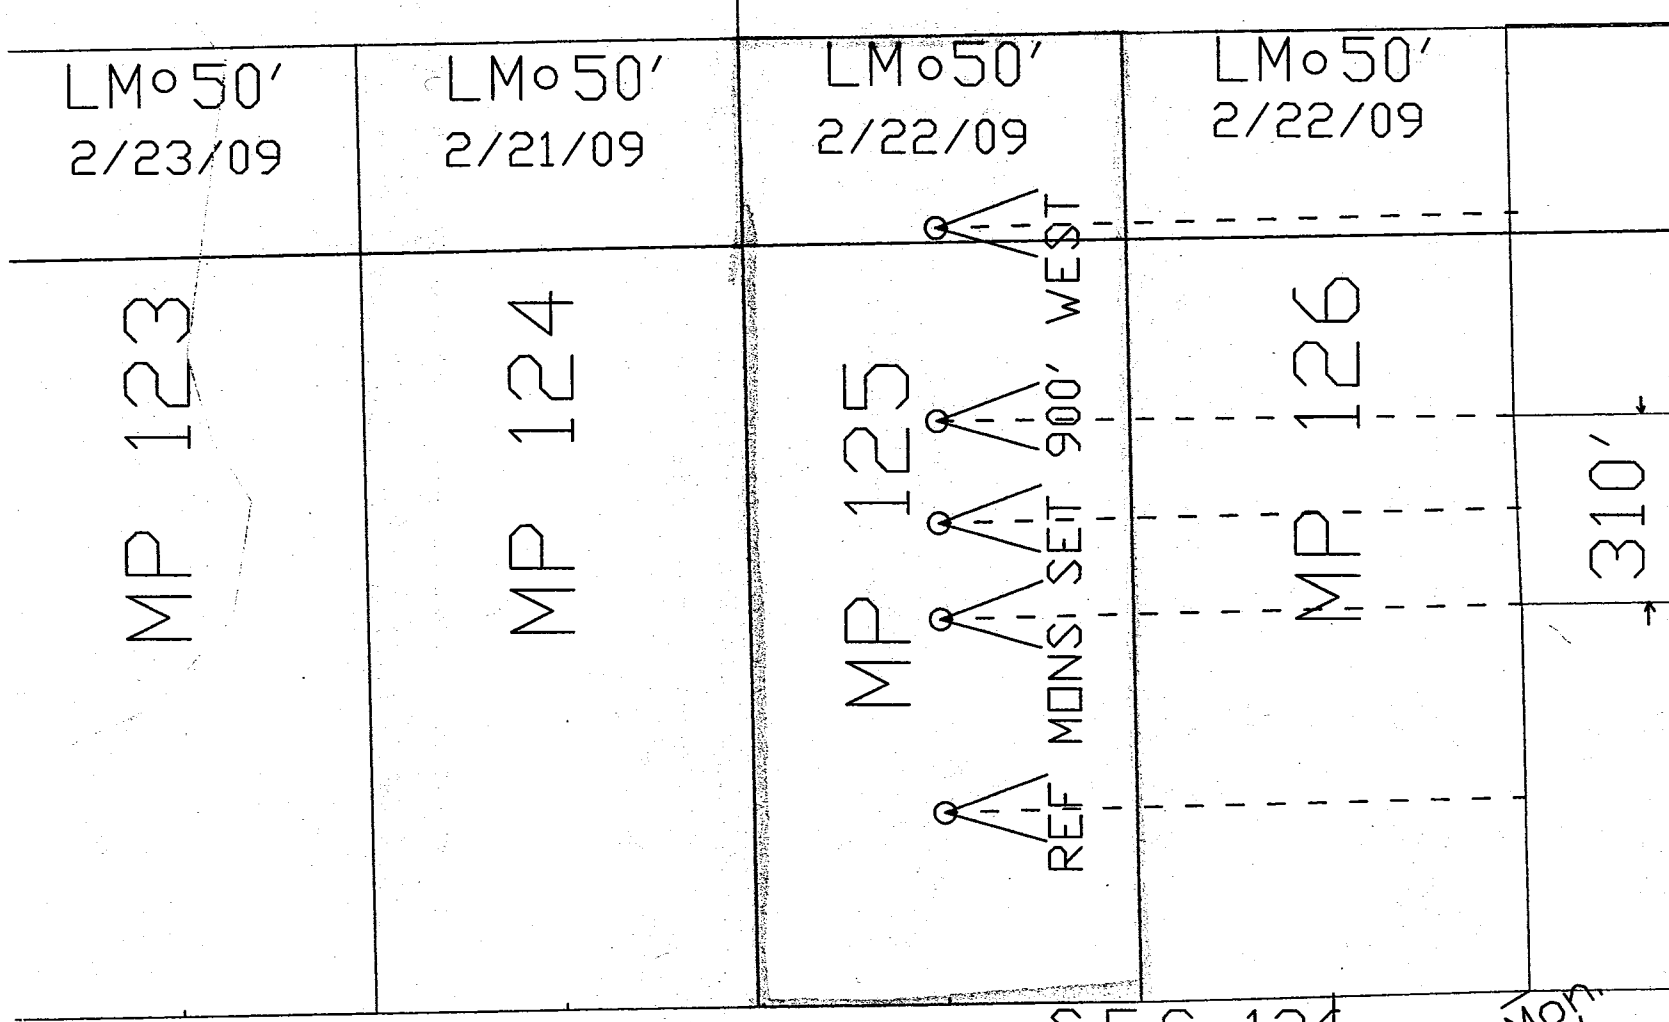 LM○50'
2/23/09
LM○50'
2/21/09
LM○50'
2/22/09
LM○50'
2/22/09
MP 123
MP 124
MP 125
REF MONS SET 900' WEST
MP 126
310'
Mon.